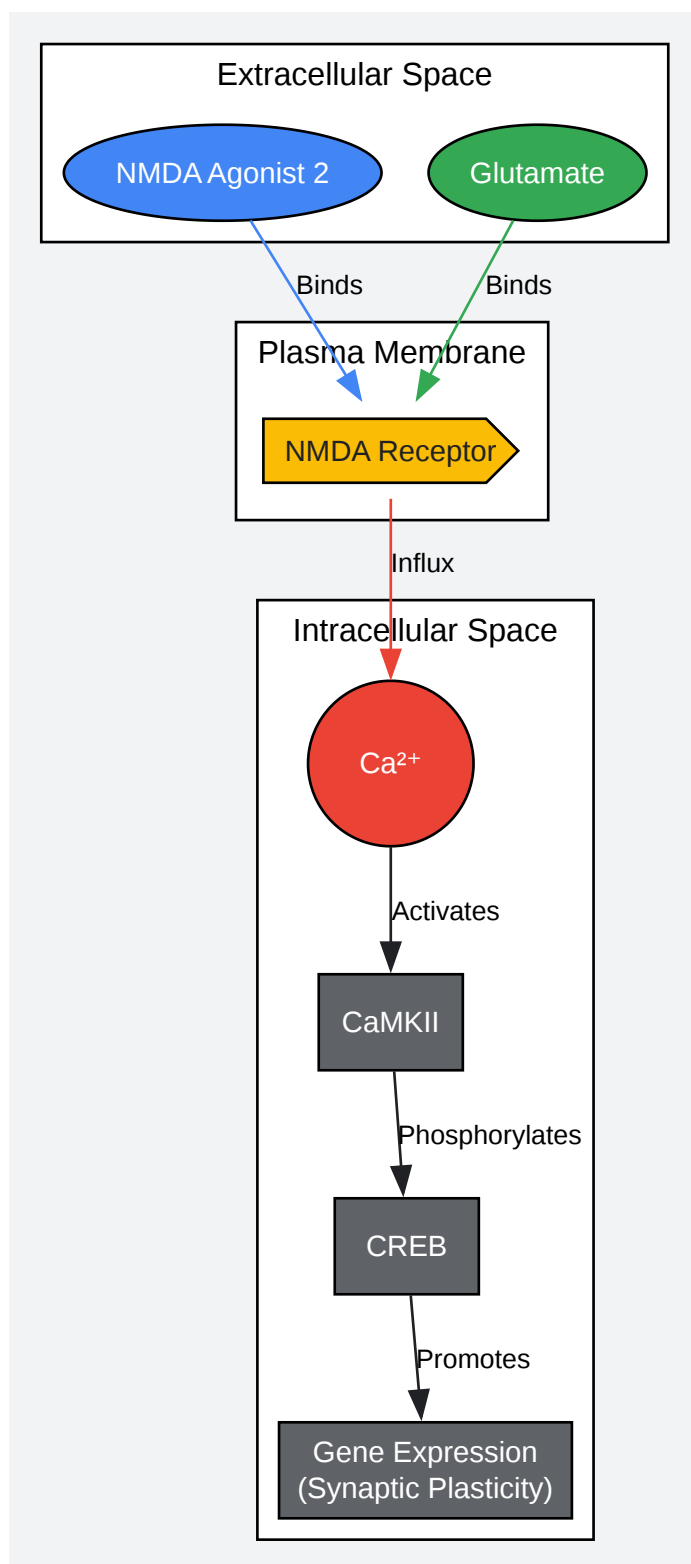 Extracellular Space
NMDA Agonist 2
Glutamate
Binds
Binds
Plasma Membrane
NMDA Receptor
Influx
Intracellular Space
Ca²⁺
Activates
CaMKII
Phosphorylates
CREB
Promotes
Gene Expression
(Synaptic Plasticity)